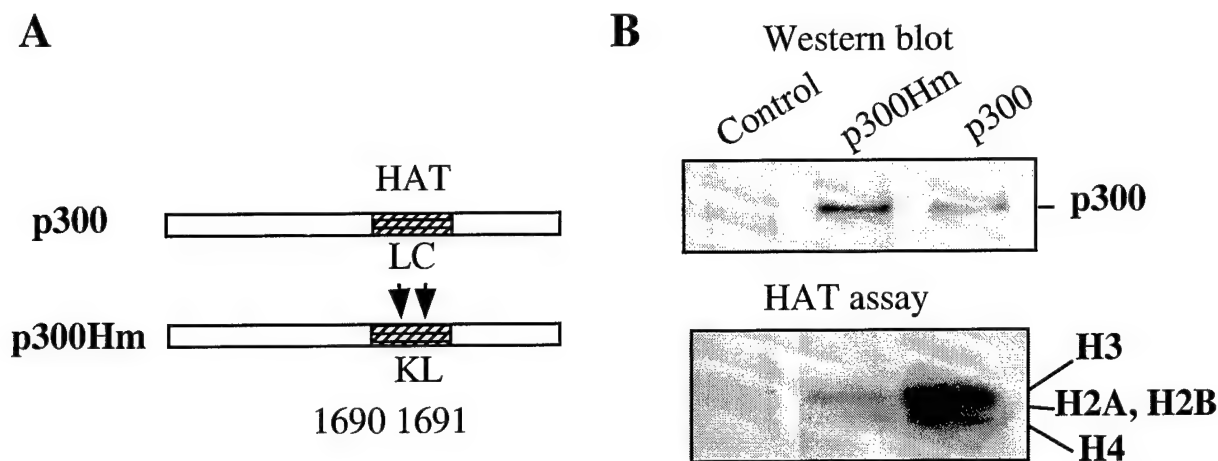 A
HAT
p300
LC
p300Hm
KL
1690 1691
B
Western blot
Control
p300Hm
p300
p300
HAT assay
H3
H2A, H2B
H4